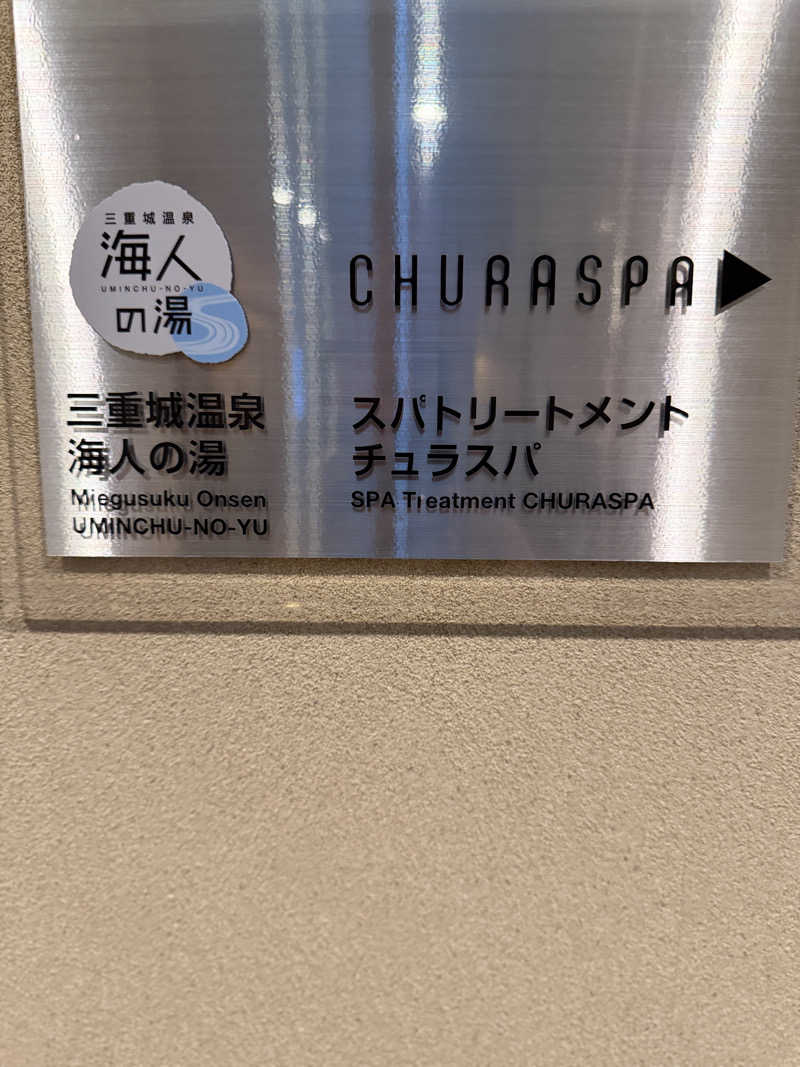 三重城温泉
海人
UMINCHU-NO-YU
の湯
CHURASPA
三重城温泉
海人の湯
Miegusuku Onsen
UMINCHU-NO-YU
スパトリートメント
チュラスパ
SPA Treatment CHURASPA